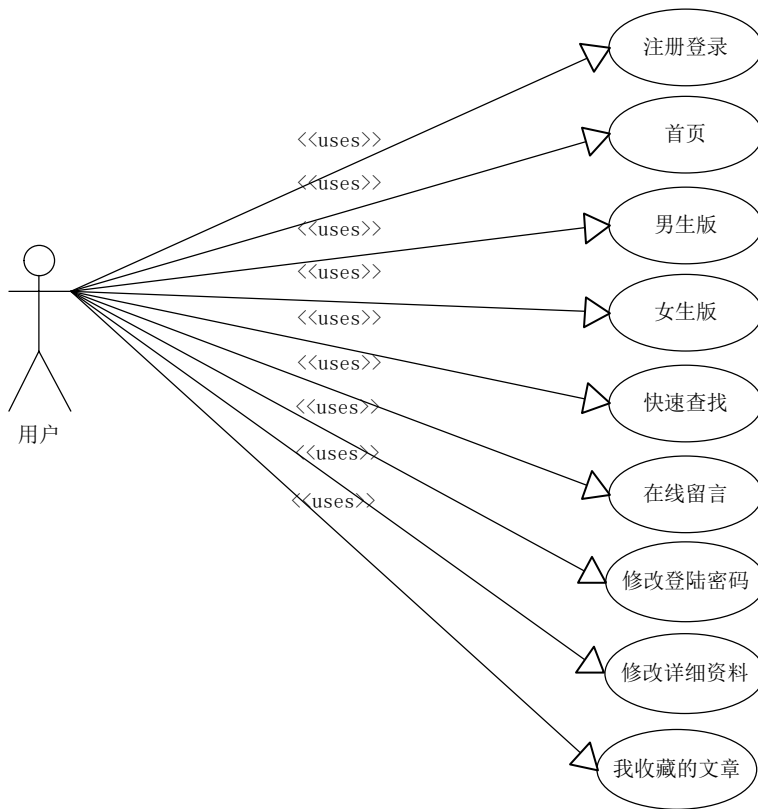 注册登录
首页
<<uses>>
<<uses>>
男生版
<<uses>>
<<uses>>
女生版
<<uses>>
<<uses>>
快速查找
<<uses>>
用户
<<uses>>
在线留言
<<uses>>
修改登陆密码
修改详细资料
我收藏的文章